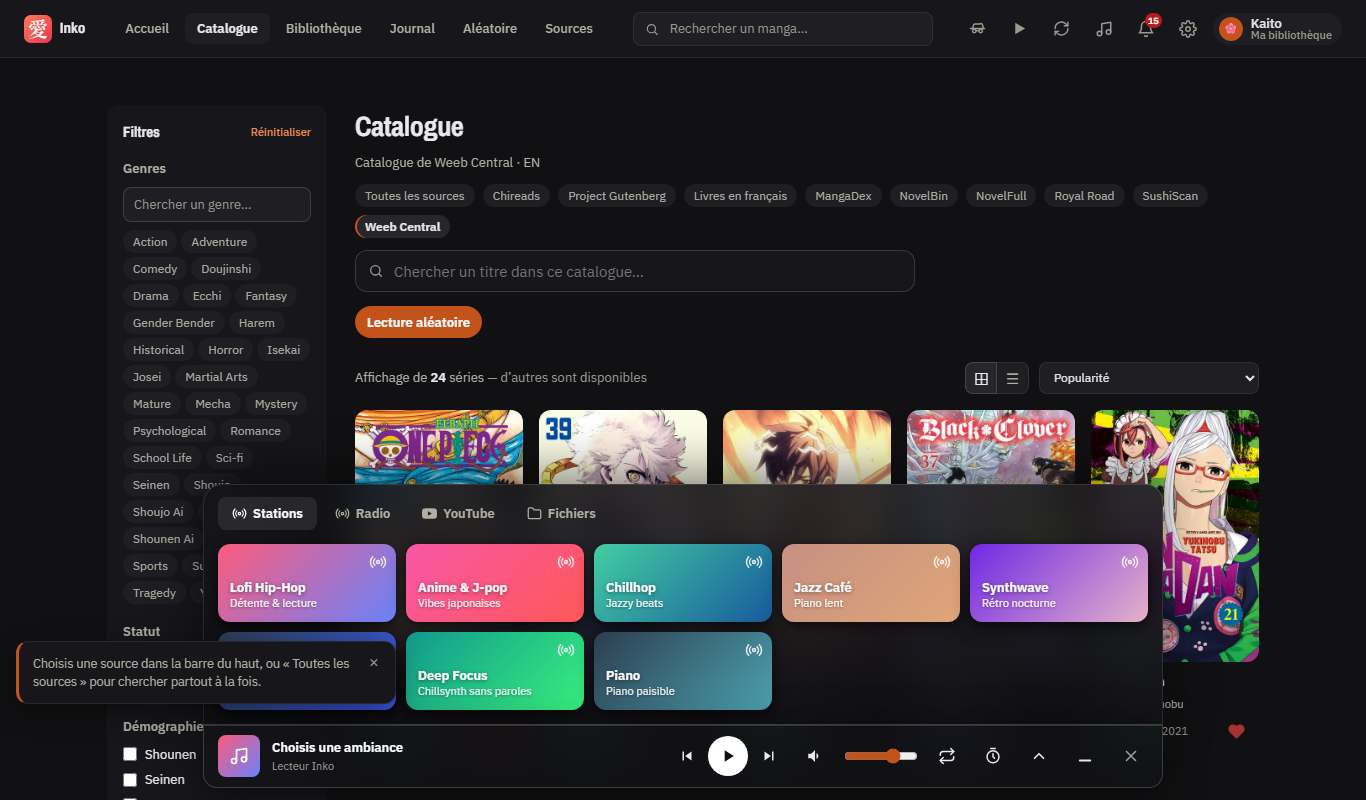 愛 Inko
Accueil
Catalogue
Bibliothèque
Journal
Aléatoire
Sources
Rechercher un manga…
15
Kaito
Ma bibliothèque
Filtres
Réinitialiser
Genres
Chercher un genre…
Action
Adventure
Comedy
Doujinshi
Drama
Ecchi
Fantasy
Gender Bender
Harem
Historical
Horror
Isekai
Josei
Martial Arts
Mature
Mecha
Mystery
Psychological
Romance
School Life
Sci-fi
Seinen
Shoujo Ai
Shounen Ai
Sports
Tragedy
Statut
Démographie
Shounen
Seinen
Catalogue
Catalogue de Weeb Central · EN
Toutes les sources
Chireads
Project Gutenberg
Livres en français
MangaDex
NovelBin
NovelFull
Royal Road
SushiScan
Weeb Central
Chercher un titre dans ce catalogue…
Lecture aléatoire
Affichage de 24 séries — d’autres sont disponibles
Popularité
ONE PIECE
39
Black Clover
37
YUKINOBU
TATSU
DAN
21
2021
Stations
Radio
YouTube
Fichiers
Lofi Hip-Hop
Détente & lecture
Anime & J-pop
Vibes japonaises
Chillhop
Jazzy beats
Jazz Café
Piano lent
Synthwave
Rétro nocturne
Deep Focus
Chillsynth sans paroles
Piano
Piano paisible
Choisis une source dans la barre du haut, ou « Toutes les
sources » pour chercher partout à la fois.
Choisis une ambiance
Lecteur Inko